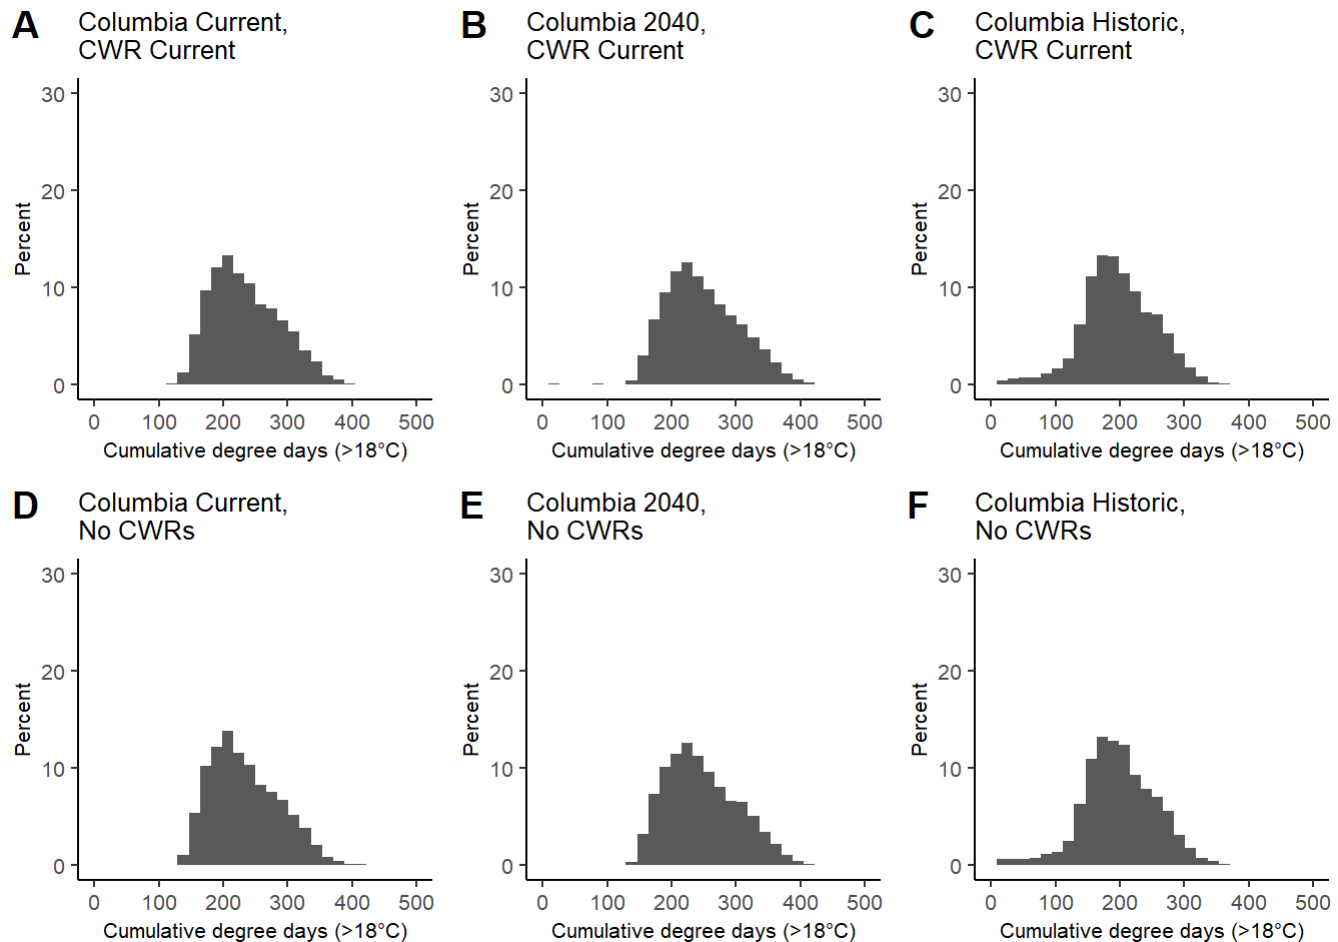 A
Columbia Current,
CWR Current
30
20
10
0
Percent
0 100 200 300 400 500
Cumulative degree days (>18°C)
B
Columbia 2040,
CWR Current
30
20
10
0
Percent
0 100 200 300 400 500
Cumulative degree days (>18°C)
C
Columbia Historic,
CWR Current
30
20
10
0
Percent
0 100 200 300 400 500
Cumulative degree days (>18°C)
D
Columbia Current,
No CWRs
30
20
10
0
Percent
0 100 200 300 400 500
Cumulative degree days (>18°C)
E
Columbia 2040,
No CWRs
30
20
10
0
Percent
0 100 200 300 400 500
Cumulative degree days (>18°C)
F
Columbia Historic,
No CWRs
30
20
10
0
Percent
0 100 200 300 400 500
Cumulative degree days (>18°C)